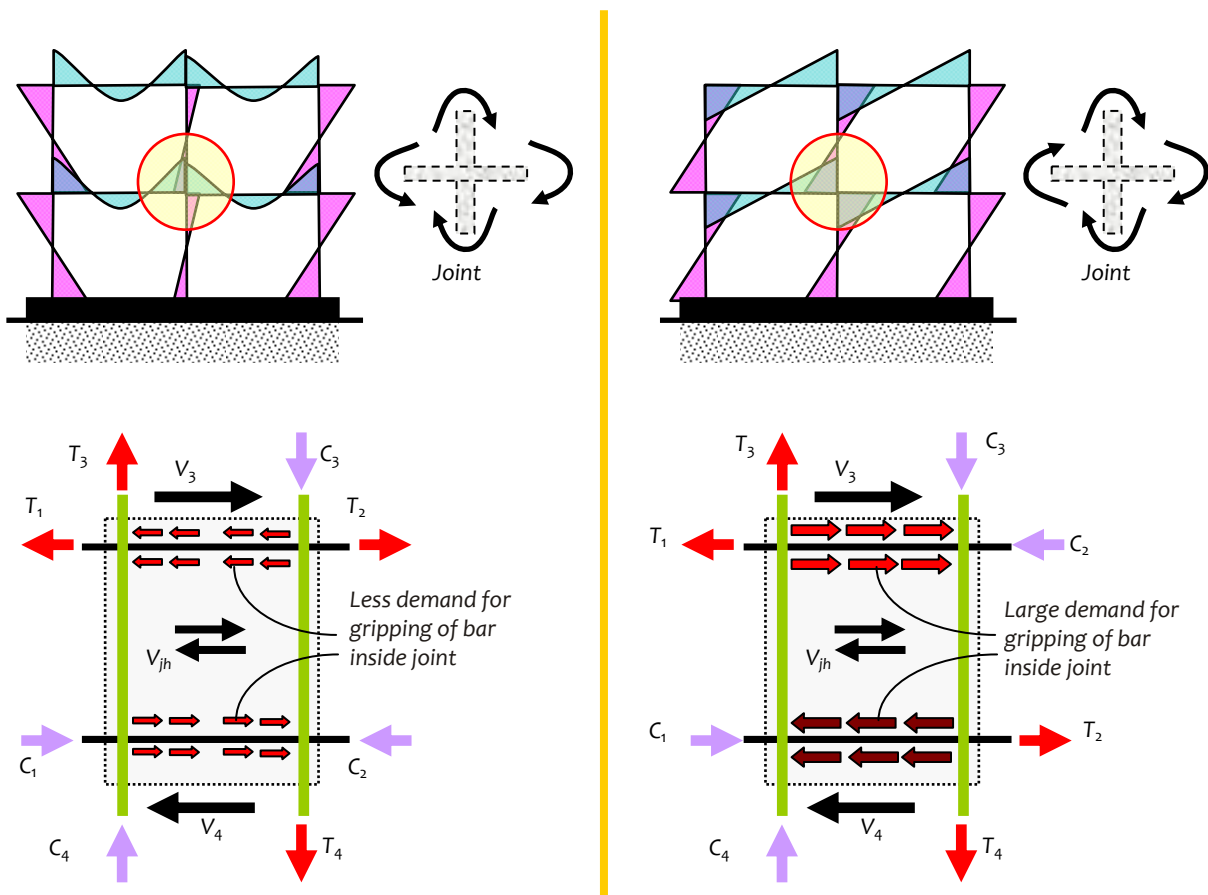 Joint
Joint
T3
C3
V3
T1
T2
Less demand for
gripping of bar
inside joint
Vjh
C1
C2
V4
C4
T4
T3
C3
V3
T1
C2
Large demand for
gripping of bar
inside joint
Vjh
C1
T2
V4
C4
T4